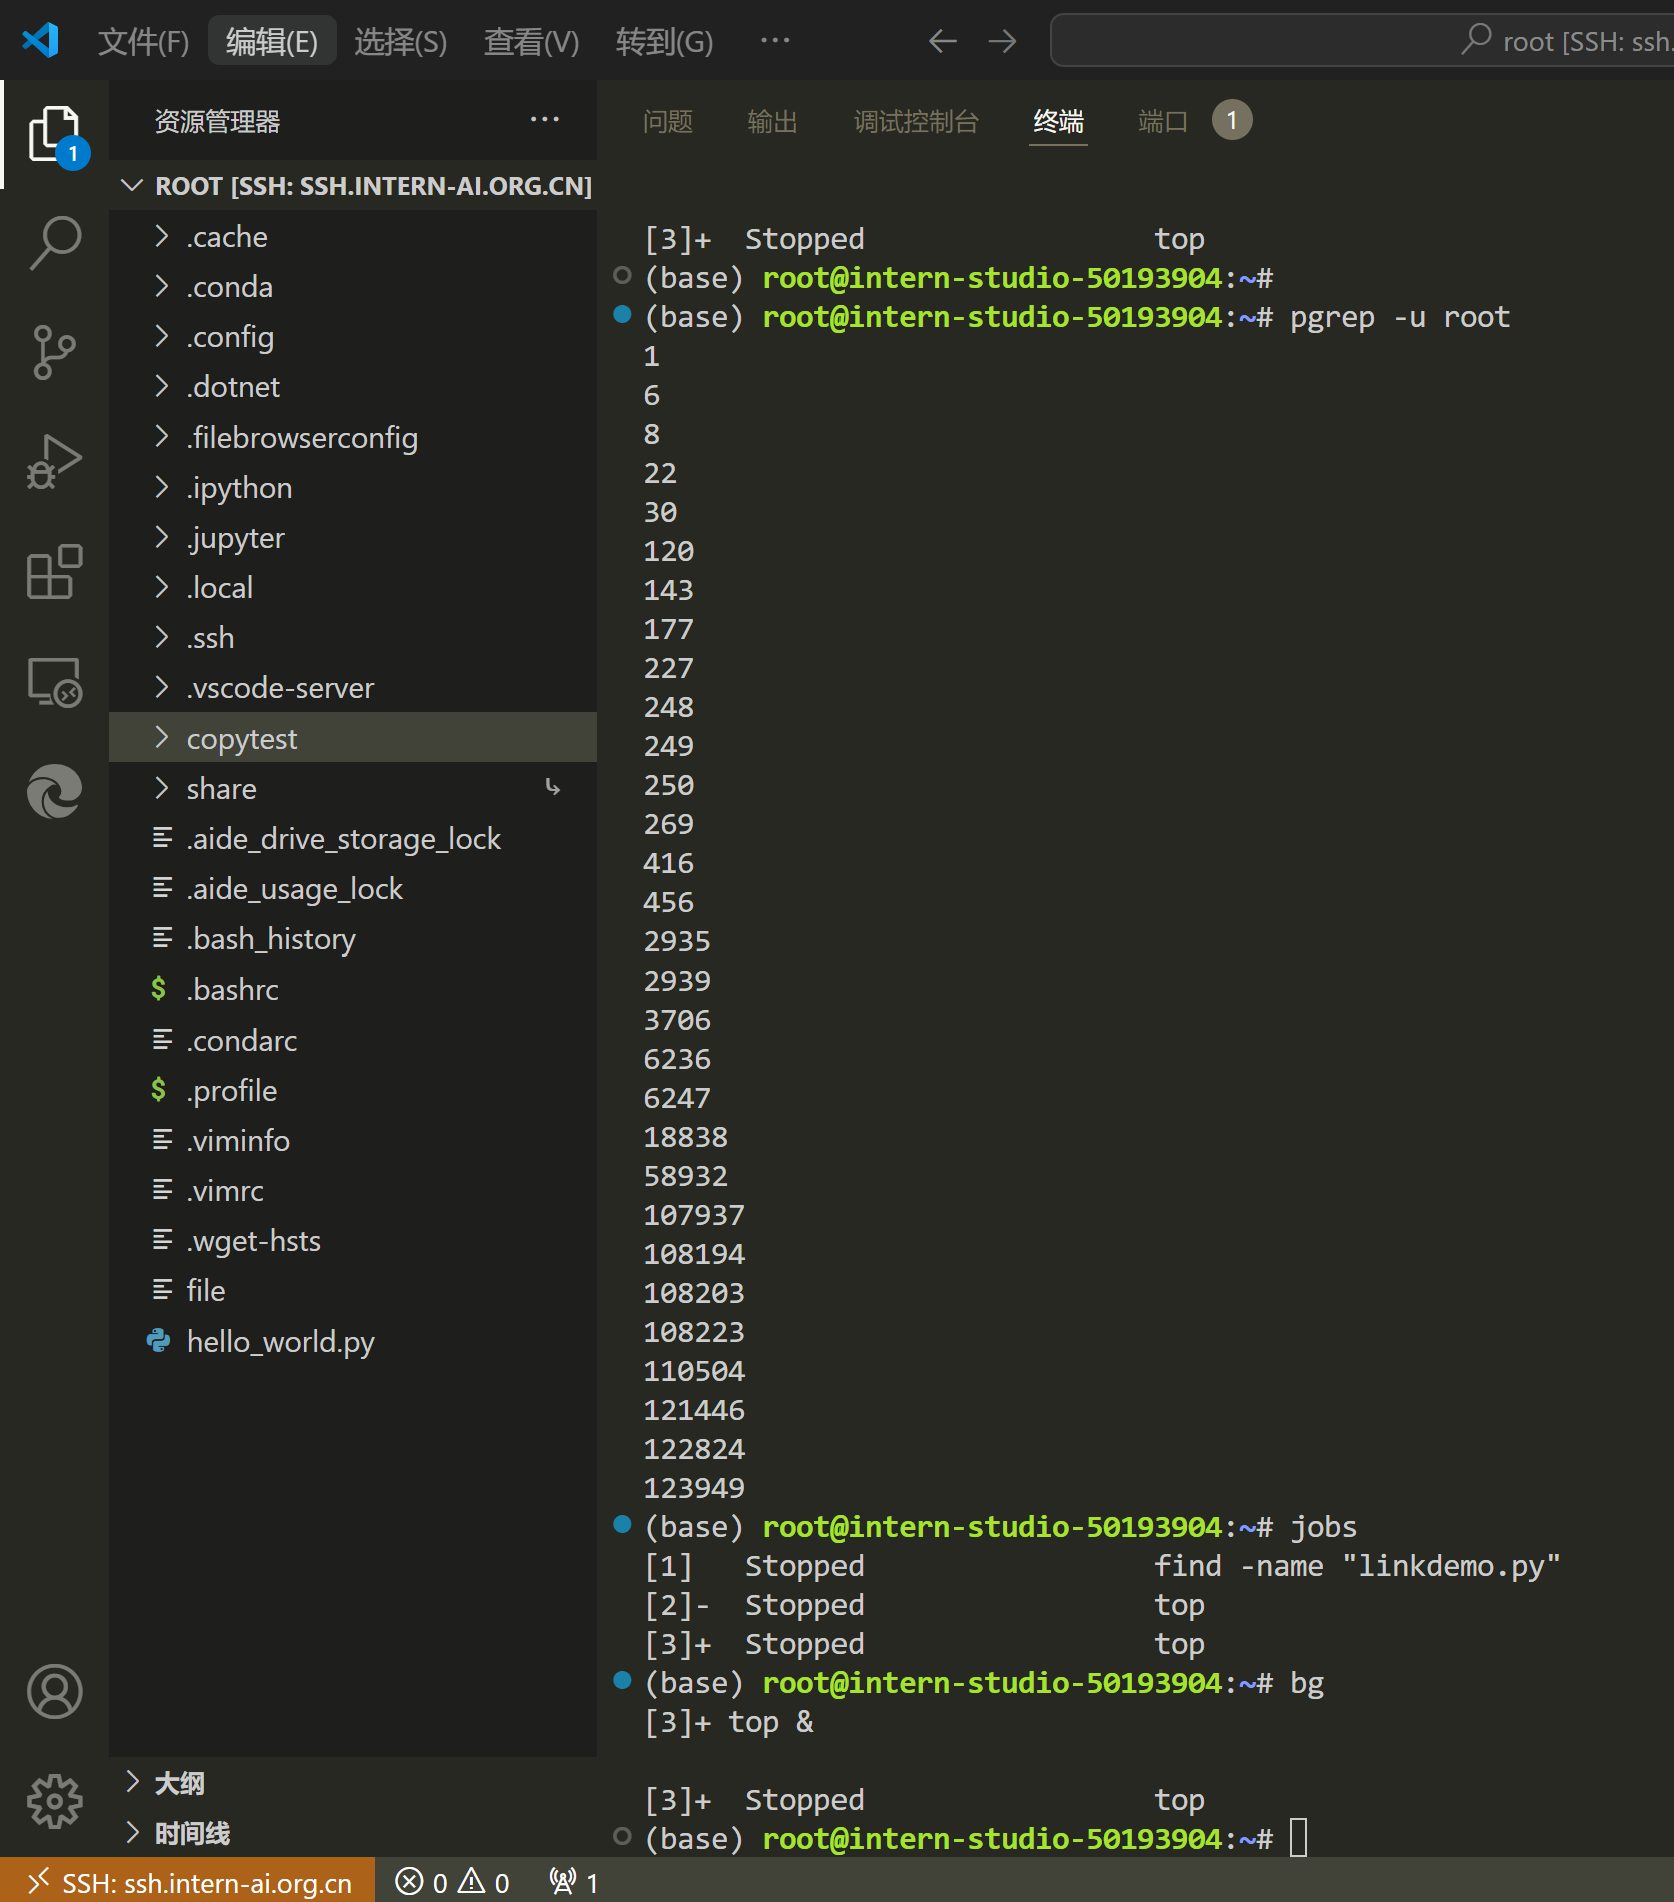 文件(F) 编辑(E) 选择(S) 查看(V) 转到(G) ··· root [SSH: ssh.
资源管理器 ···
ROOT [SSH: SSH.INTERN-AI.ORG.CN]
.cache
.conda
.config
.dotnet
.filebrowserconfig
.ipython
.jupyter
.local
.ssh
.vscode-server
copytest
share
.aide_drive_storage_lock
.aide_usage_lock
.bash_history
$ .bashrc
.condarc
$ .profile
.viminfo
.vimrc
.wget-hsts
file
hello_world.py
大纲
时间线
1
问题 输出 调试控制台 终端 端口 1
[3]+  Stopped                 top
(base) root@intern-studio-50193904:~#
(base) root@intern-studio-50193904:~# pgrep -u root
1
6
8
22
30
120
143
177
227
248
249
250
269
416
456
2935
2939
3706
6236
6247
18838
58932
107937
108194
108203
108223
110504
121446
122824
123949
(base) root@intern-studio-50193904:~# jobs
[1]   Stopped                 find -name "linkdemo.py"
[2]-  Stopped                 top
[3]+  Stopped                 top
(base) root@intern-studio-50193904:~# bg
[3]+ top &
[3]+  Stopped                 top
(base) root@intern-studio-50193904:~#
SSH: ssh.intern-ai.org.cn 0 0 1